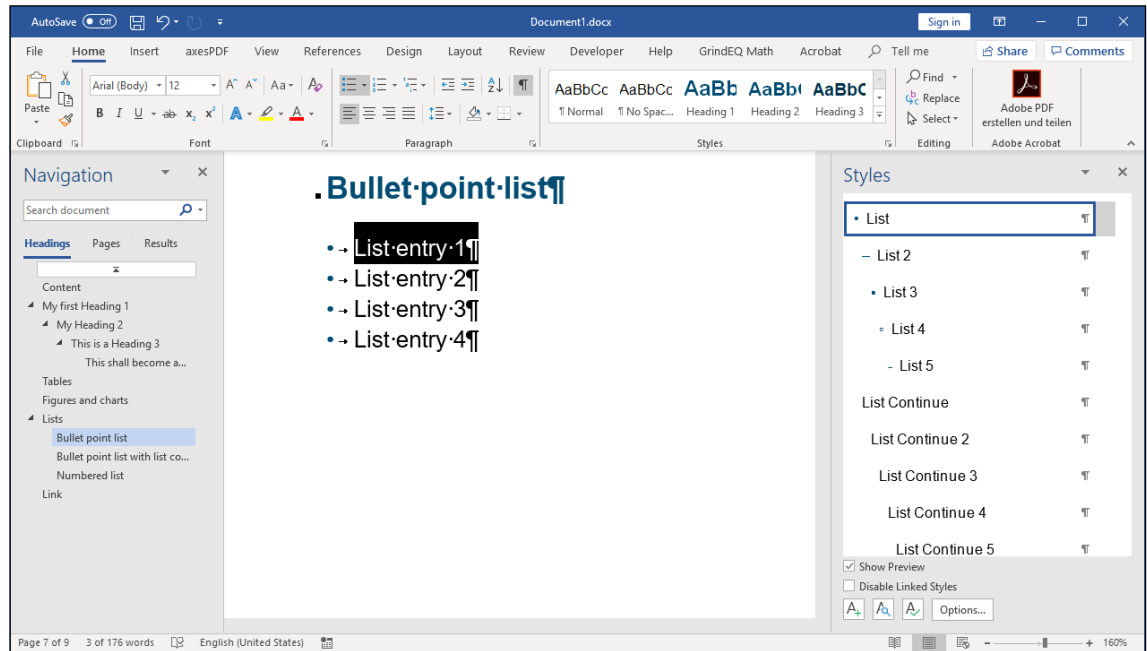 AutoSave Off Document1.docx Sign in
File Home Insert axesPDF View References Design Layout Review Developer Help GrindEQ Math Acrobat Tell me Share Comments
Paste
Clipboard
Arial (Body) 12 A^ A˅ Aa A
B I U ab x₂ x² A A
Font
Paragraph
AaBbCc AaBbCc AaBb AaBb( AaBbC
¶ Normal ¶ No Spac... Heading 1 Heading 2 Heading 3
Styles
Find
Replace
Select
Editing
Adobe PDF
erstellen und teilen
Adobe Acrobat
Navigation
Search document
Headings Pages Results
Content
My first Heading 1
My Heading 2
This is a Heading 3
This shall become a...
Tables
Figures and charts
Lists
Bullet point list
Bullet point list with list co...
Numbered list
Link
Bullet·point·list¶
• → List·entry·1¶
• → List·entry·2¶
• → List·entry·3¶
• → List·entry·4¶
Styles
• List ¶
– List 2 ¶
▪ List 3 ¶
◦ List 4 ¶
- List 5 ¶
List Continue ¶
List Continue 2 ¶
List Continue 3 ¶
List Continue 4 ¶
List Continue 5 ¶
Show Preview
Disable Linked Styles
Options...
Page 7 of 9 3 of 176 words English (United States) 160%